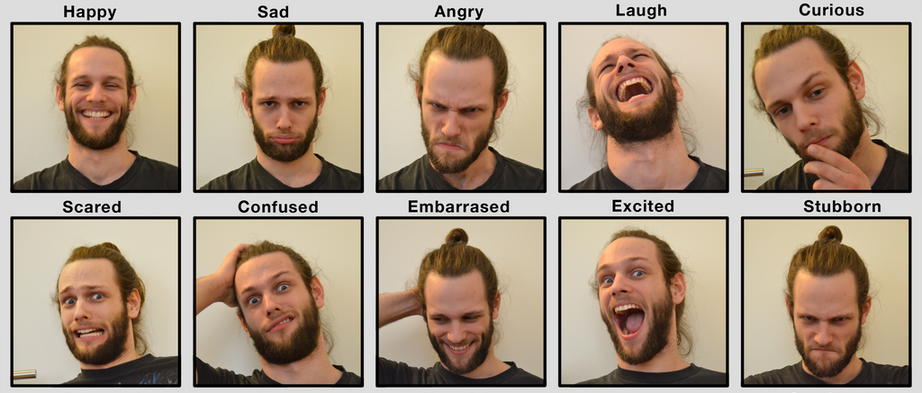 Happy
Sad
Angry
Laugh
Curious
Scared
Confused
Embarrased
Excited
Stubborn